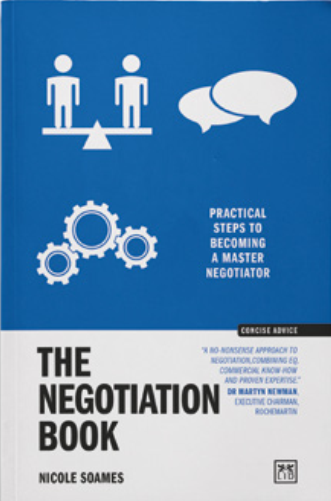 PRACTICAL
STEPS TO
BECOMING
A MASTER
NEGOTIATOR
CONCISE ADVICE
"A NO-NONSENSE APPROACH TO
NEGOTIATION, COMBINING EQ,
COMMERCIAL KNOW-HOW
AND PROVEN EXPERTISE."
DR MARTYN NEWMAN,
EXECUTIVE CHAIRMAN,
ROCHEMARTIN
THE
NEGOTIATION
BOOK
NICOLE SOAMES
LID